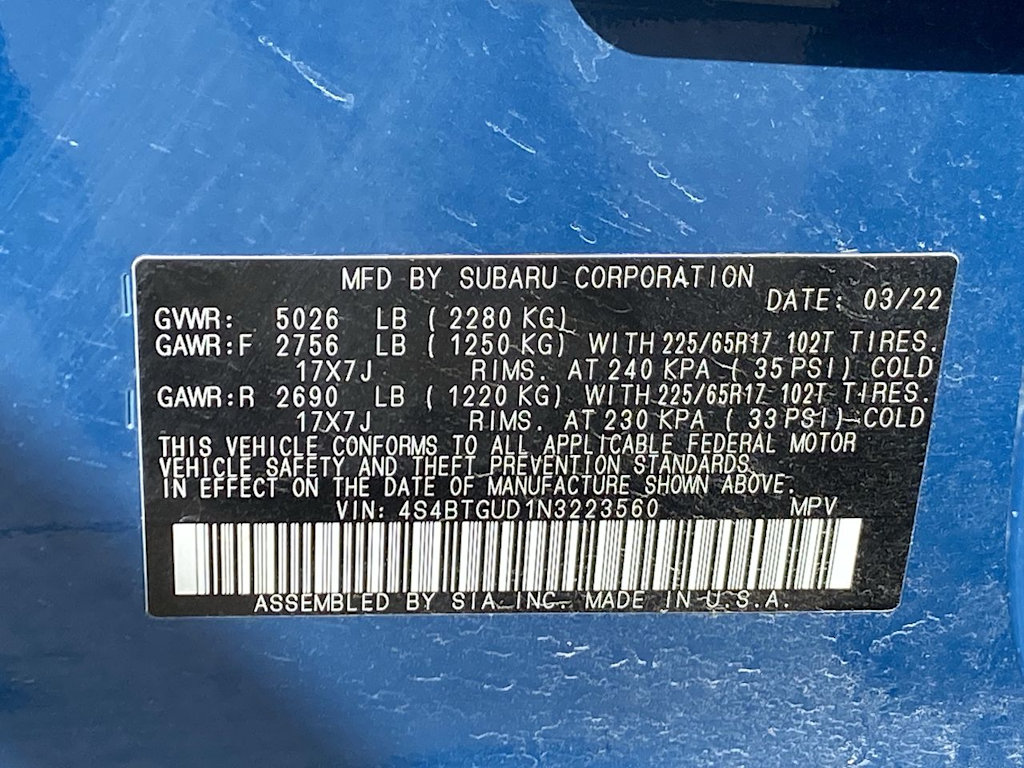 MFD BY SUBARU CORPORATION
DATE: 03/22
GVWR: 5026 LB ( 2280 KG)
GAWR:F 2756 LB ( 1250 KG) WITH 225/65R17 102T TIRES.
17X7J RIMS. AT 240 KPA ( 35 PSI) COLD
GAWR:R 2690 LB ( 1220 KG) WITH 225/65R17 102T TIRES.
17X7J RIMS. AT 230 KPA ( 33 PSI) COLD
THIS VEHICLE CONFORMS TO ALL APPLICABLE FEDERAL MOTOR
VEHICLE SAFETY AND THEFT PREVENTION STANDARDS
IN EFFECT ON THE DATE OF MANUFACTURE SHOWN ABOVE.
VIN: 4S4BTGUD1N3223560 MPV
ASSEMBLED BY SIA INC. MADE IN U.S.A.